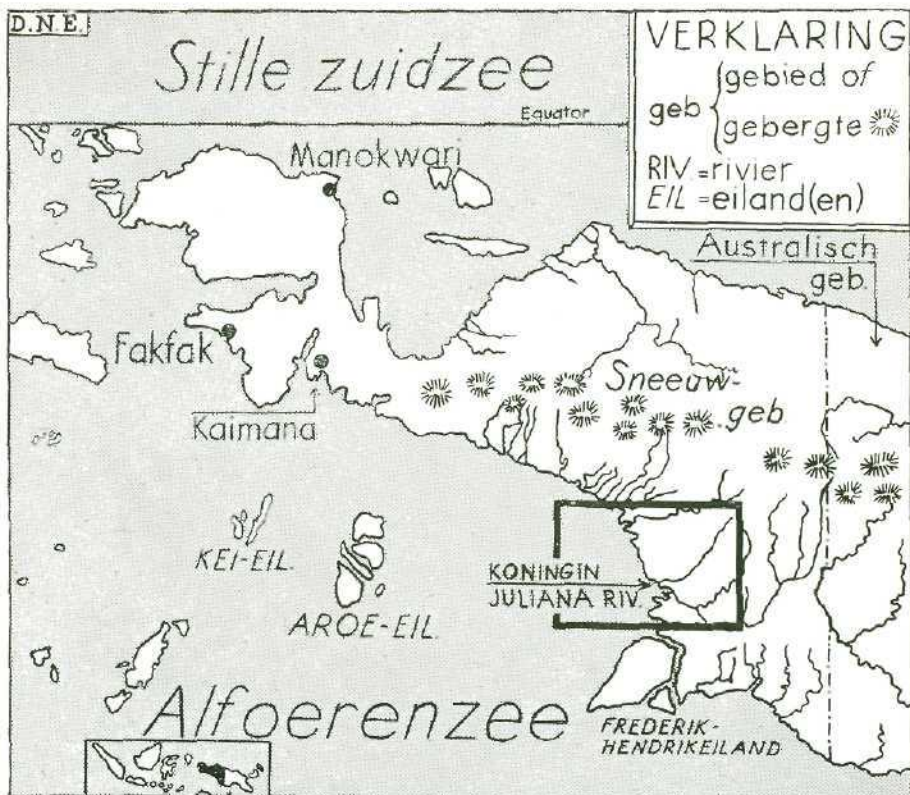 D.N.E.
Stille zuidzee
Equator
VERKLARING
geb { gebied of
gebergte
RIV. = rivier
EIL = eiland(en)
Manokwari
Australisch
geb.
Fakfak
Kaimana
Sneeuw-
geb.
KEI-EIL.
AROE-EIL.
KONINGIN
JULIANA RIV.
Alfoerenzee
FREDERIK-
HENDRIKEILAND